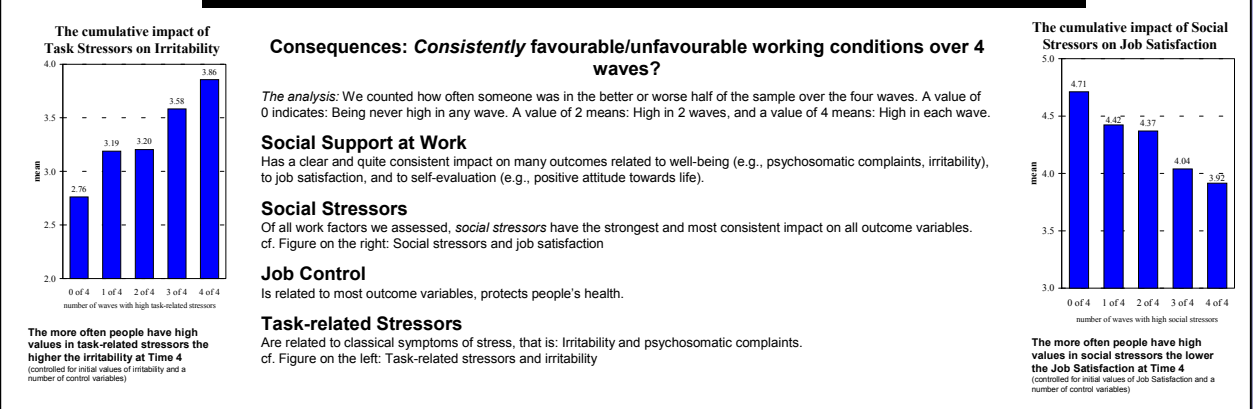 The cumulative impact of
Task Stressors on Irritability
4.0
3.5
3.0
2.5
2.0
mean
2.76
3.19
3.20
3.58
3.86
0 of 4
1 of 4
2 of 4
3 of 4
4 of 4
number of waves with high task-related stressors
The more often people have high
values in task-related stressors the
higher the irritability at Time 4
(controlled for initial values of irritability and a
number of control variables)
Consequences: Consistently favourable/unfavourable working conditions over 4
waves?
The analysis: We counted how often someone was in the better or worse half of the sample over the four waves. A value of
0 indicates: Being never high in any wave. A value of 2 means: High in 2 waves, and a value of 4 means: High in each wave.
Social Support at Work
Has a clear and quite consistent impact on many outcomes related to well-being (e.g., psychosomatic complaints, irritability),
to job satisfaction, and to self-evaluation (e.g., positive attitude towards life).
Social Stressors
Of all work factors we assessed, social stressors have the strongest and most consistent impact on all outcome variables.
cf. Figure on the right: Social stressors and job satisfaction
Job Control
Is related to most outcome variables, protects people's health.
Task-related Stressors
Are related to classical symptoms of stress, that is: Irritability and psychosomatic complaints.
cf. Figure on the left: Task-related stressors and irritability
The cumulative impact of Social
Stressors on Job Satisfaction
5.0
4.5
4.0
3.5
3.0
mean
4.71
4.42
4.37
4.04
3.92
0 of 4
1 of 4
2 of 4
3 of 4
4 of 4
number of waves with high social stressors
The more often people have high
values in social stressors the lower
the Job Satisfaction at Time 4
(controlled for initial values of Job Satisfaction and a
number of control variables)